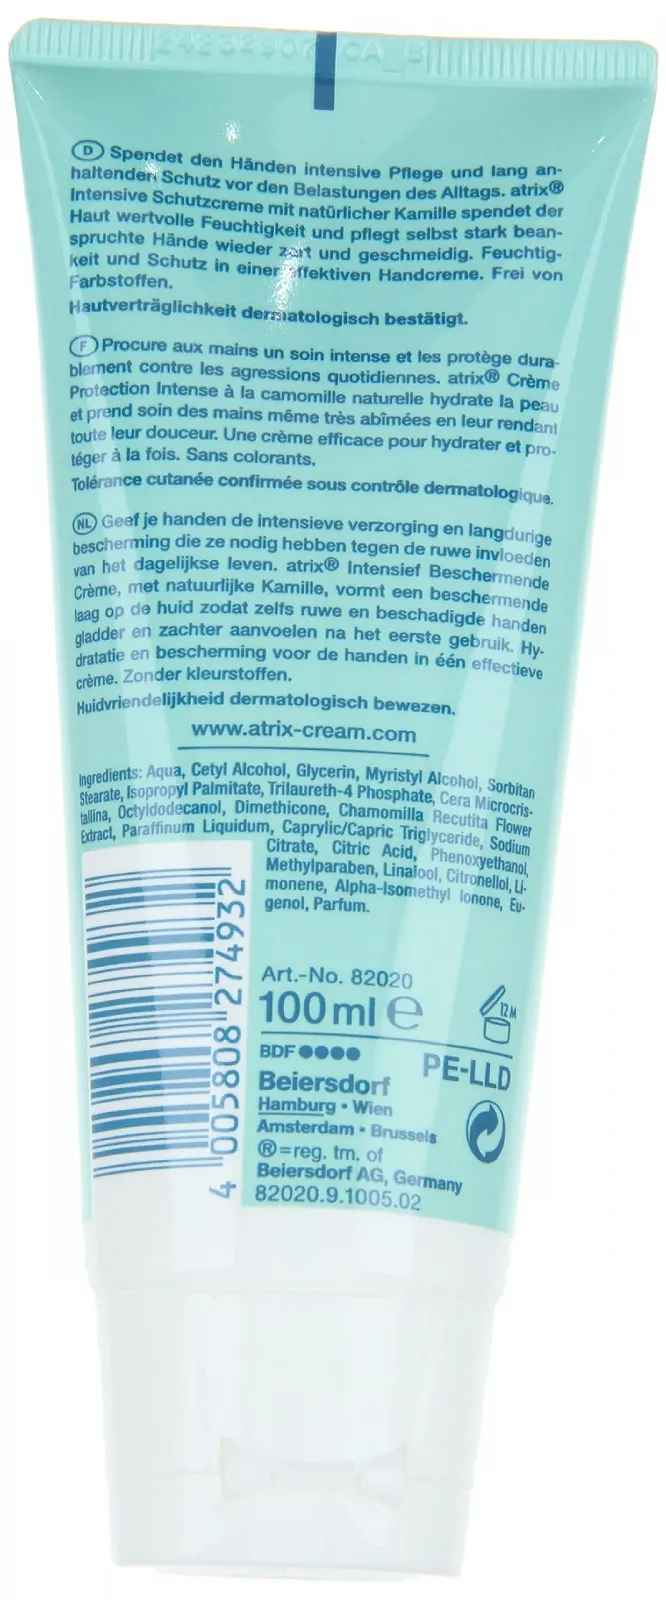 D Spendet den Händen intensive Pflege und lang an-
haltenden Schutz vor den Belastungen des Alltags. atrix®
Intensive Schutzcreme mit natürlicher Kamille spendet der
Haut wertvolle Feuchtigkeit und pflegt selbst stark bean-
spruchte Hände wieder zart und geschmeidig. Feuchtig-
keit und Schutz in einer effektiven Handcreme. Frei von
Farbstoffen.
Hautverträglichkeit dermatologisch bestätigt.
F Procure aux mains un soin intense et les protège dura-
blement contre les agressions quotidiennes. atrix® Crème
Protection Intense à la camomille naturelle hydrate la peau
et prend soin des mains même très abîmées en leur rendant
toute leur douceur. Une crème efficace pour hydrater et pro-
téger à la fois. Sans colorants.
Tolérance cutanée confirmée sous contrôle dermatologique.
NL Geef je handen de intensieve verzorging en langdurige
bescherming die ze nodig hebben tegen de ruwe invloeden
van het dagelijkse leven. atrix® Intensief Beschermende
Crème, met natuurlijke Kamille, vormt een beschermende
laag op de huid zodat zelfs ruwe en beschadigde handen
gladder en zachter aanvoelen na het eerste gebruik. Hy-
dratatie en bescherming voor de handen in één effectieve
crème. Zonder kleurstoffen.
Huidvriendelijkheid dermatologisch bewezen.
www.atrix-cream.com
Ingredients: Aqua, Cetyl Alcohol, Glycerin, Myristyl Alcohol, Sorbitan
Stearate, Isopropyl Palmitate, Trilaureth-4 Phosphate, Cera Microcris-
tallina, Octyldodecanol, Dimethicone, Chamomilla Recutita Flower
Extract, Paraffinum Liquidum, Caprylic/Capric Triglyceride, Sodium
Citrate, Citric Acid, Phenoxyethanol,
Methylparaben, Linalool, Citronellol, Li-
monene, Alpha-Isomethyl Ionone, Eu-
genol, Parfum.
4 005808 274932
Art.-No. 82020
100 ml e
12M
BDF●●●●
PE-LLD
Beiersdorf
Hamburg • Wien
Amsterdam • Brussels
®=reg. tm. of
Beiersdorf AG, Germany
82020.9.1005.02